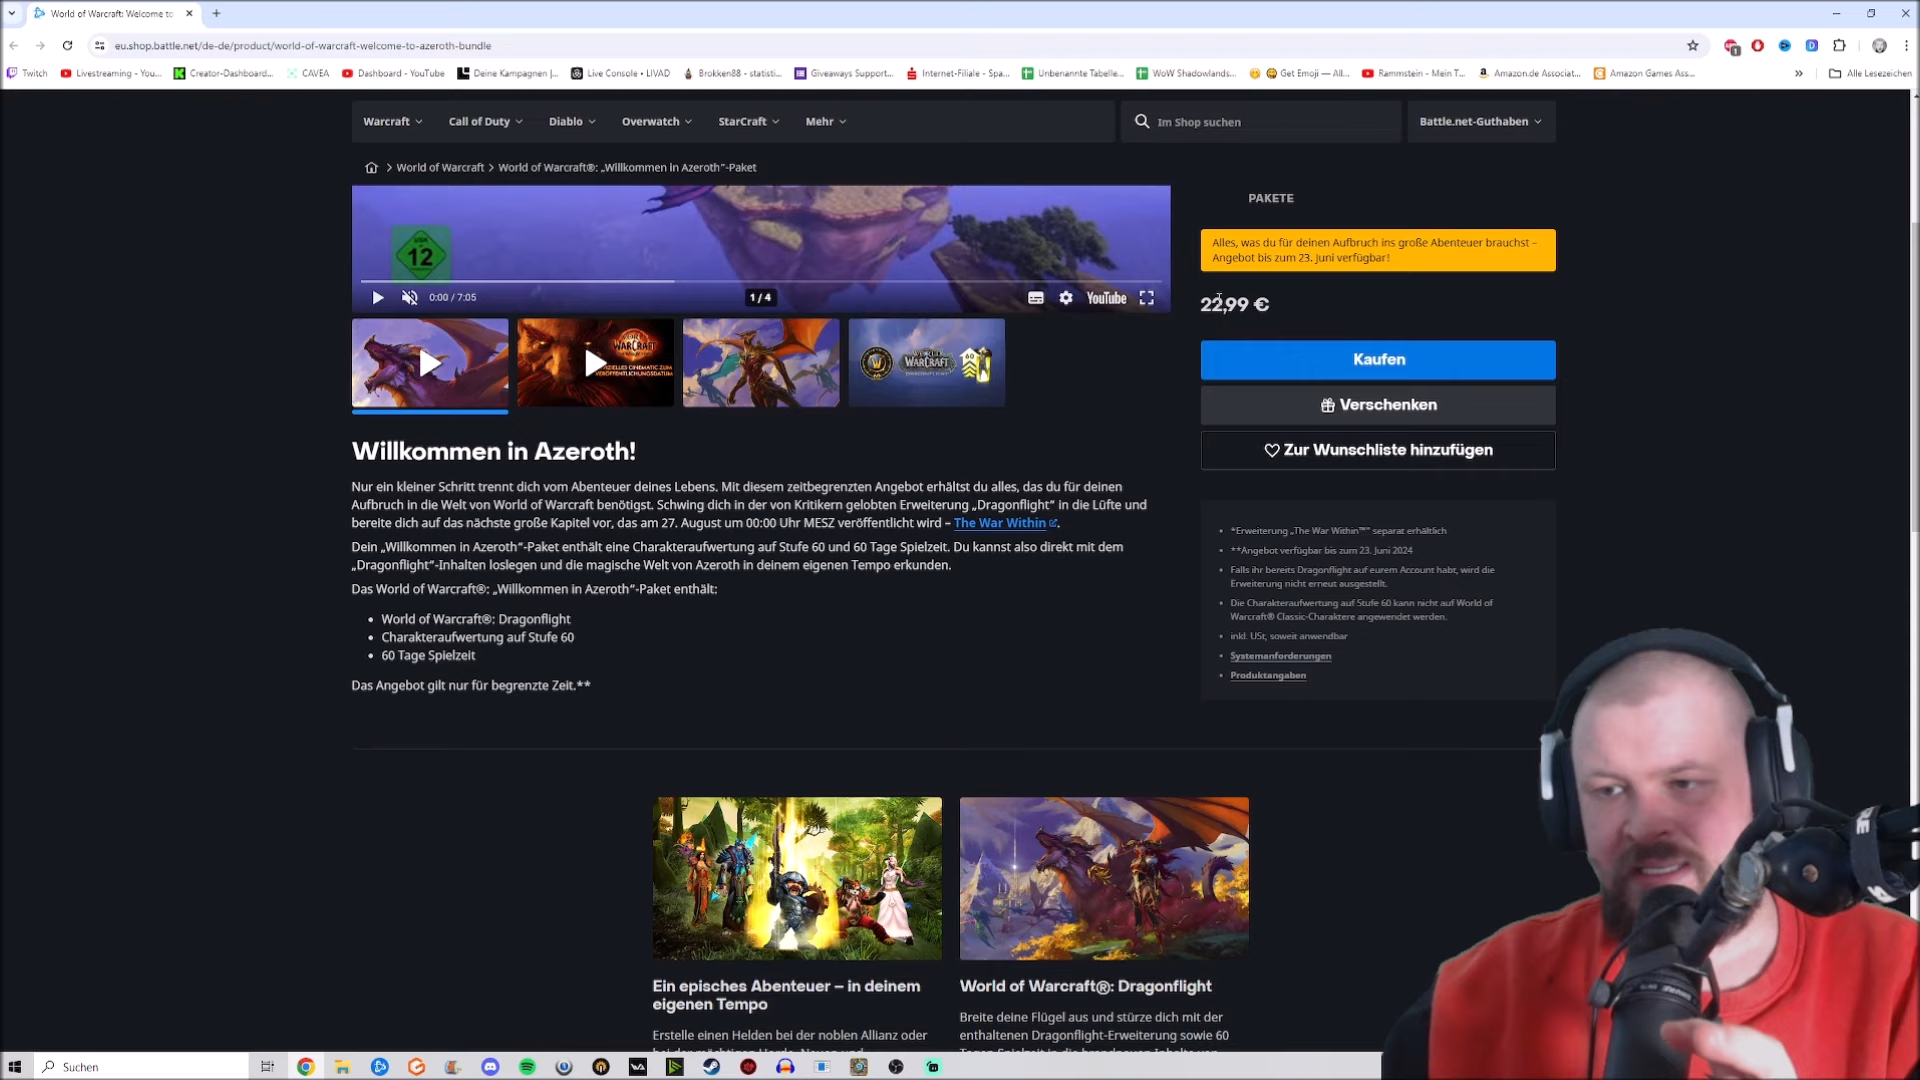 World of Warcraft: Welcome to
eu.shop.battle.net/de-de/product/world-of-warcraft-welcome-to-azeroth-bundle
Twitch
Livestreaming - You...
Creator-Dashboard...
CAVEA
Dashboard - YouTube
Deine Kampagnen |...
Live Console • LIVAD
Brokken88 - statisti...
Giveaways Support...
Internet-Filiale - Spa...
Unbenannte Tabelle...
WoW Shadowlands...
Get Emoji — All...
Rammstein - Mein T...
Amazon.de Associat...
Amazon Games Ass...
Alle Lesezeichen
Warcraft
Call of Duty
Diablo
Overwatch
StarCraft
Mehr
Im Shop suchen
Battle.net-Guthaben
World of Warcraft
World of Warcraft®: „Willkommen in Azeroth“-Paket
12
0:00 / 7:05
1 / 4
YouTube
WARCRAFT
WARCRAFT
60
PAKETE
Alles, was du für deinen Aufbruch ins große Abenteuer brauchst –
Angebot bis zum 23. Juni verfügbar!
22,99 €
Kaufen
Verschenken
Zur Wunschliste hinzufügen
Willkommen in Azeroth!
Nur ein kleiner Schritt trennt dich vom Abenteuer deines Lebens. Mit diesem zeitbegrenzten Angebot erhältst du alles, das du für deinen
Aufbruch in die Welt von World of Warcraft benötigst. Schwing dich in der von Kritikern gelobten Erweiterung „Dragonflight“ in die Lüfte und
bereite dich auf das nächste große Kapitel vor, das am 27. August um 00:00 Uhr MESZ veröffentlicht wird – The War Within.
Dein „Willkommen in Azeroth“-Paket enthält eine Charakteraufwertung auf Stufe 60 und 60 Tage Spielzeit. Du kannst also direkt mit dem
„Dragonflight“-Inhalten loslegen und die magische Welt von Azeroth in deinem eigenen Tempo erkunden.
Das World of Warcraft®: „Willkommen in Azeroth“-Paket enthält:
• World of Warcraft®: Dragonflight
• Charakteraufwertung auf Stufe 60
• 60 Tage Spielzeit
Das Angebot gilt nur für begrenzte Zeit.**
• *Erweiterung „The War Within™“ separat erhältlich
• **Angebot verfügbar bis zum 23. Juni 2024
• Falls ihr bereits Dragonflight auf eurem Account habt, wird die
Erweiterung nicht erneut ausgestellt.
• Die Charakteraufwertung auf Stufe 60 kann nicht auf World of
Warcraft® Classic-Charaktere angewendet werden.
• inkl. USt, soweit anwendbar
• Systemanforderungen
• Produktangaben
Ein episches Abenteuer – in deinem
eigenen Tempo
Erstelle einen Helden bei der noblen Allianz oder
World of Warcraft®: Dragonflight
Breite deine Flügel aus und stürze dich mit der
enthaltenen Dragonflight-Erweiterung sowie 60
Suchen